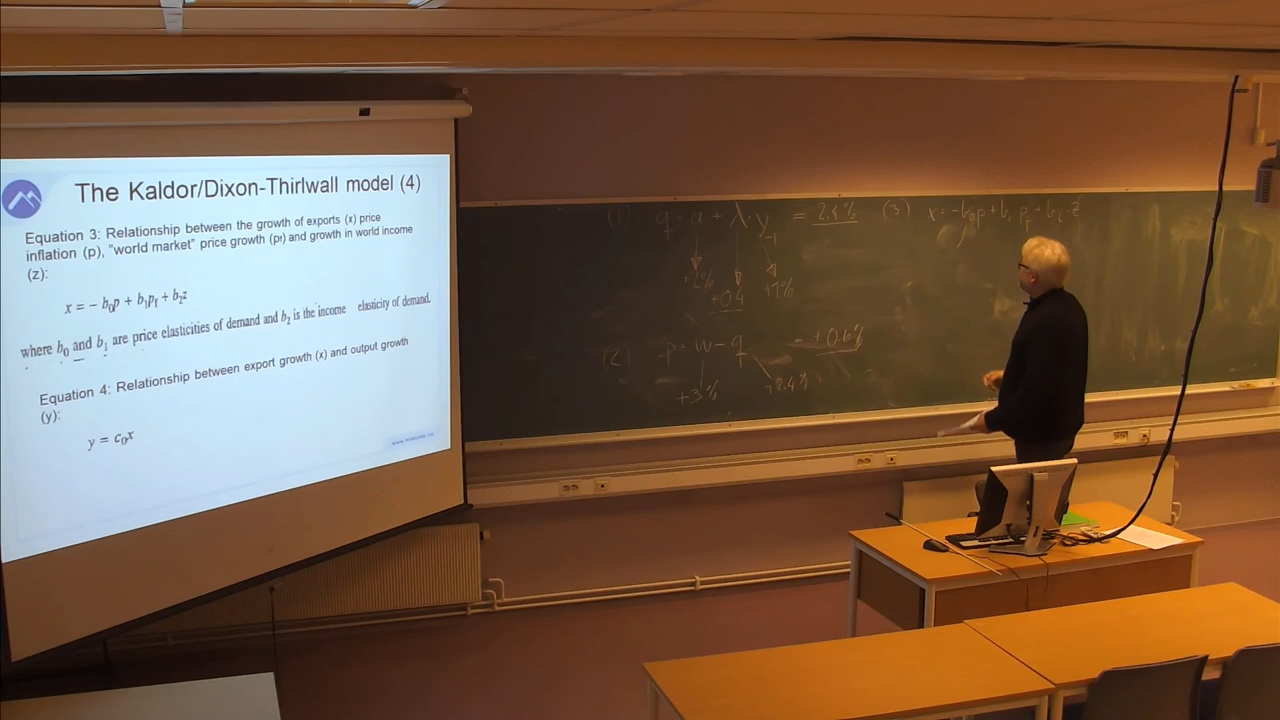 The Kaldor/Dixon-Thirlwall model (4)
Equation 3: Relationship between the growth of exports (x) price
inflation (p), "world market" price growth (pf) and growth in world income
(z):
x = − b₀p + b₁pf + b₂z
where b₀ and b₁ are price elasticities of demand and b₂ is the income elasticity of demand.
Equation 4: Relationship between export growth (x) and output growth
(y):
y = c₀x
(1) q = a + λ·y₋₁ = 2.4%
+2% +0.4 +1%
(2) p = w − q = +0.6%
+3% +2.4%
(3) x = −b₀p + b₁ pf + b₂ z